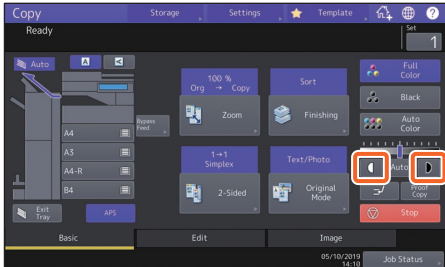 Copy
Storage
Settings
Template
?
Ready
Set
1
Auto
A
A
A4
A3
A4-R
B4
Bypass
Feed
Exit
Tray
APS
100 %
Org → Copy
Zoom
Sort
Finishing
1→1
Simplex
2-Sided
Text/Photo
Original
Mode
Full
Color
Black
Auto
Color
Auto
Proof
Copy
Stop
Basic
Edit
Image
05/10/2019
14:10
Job Status